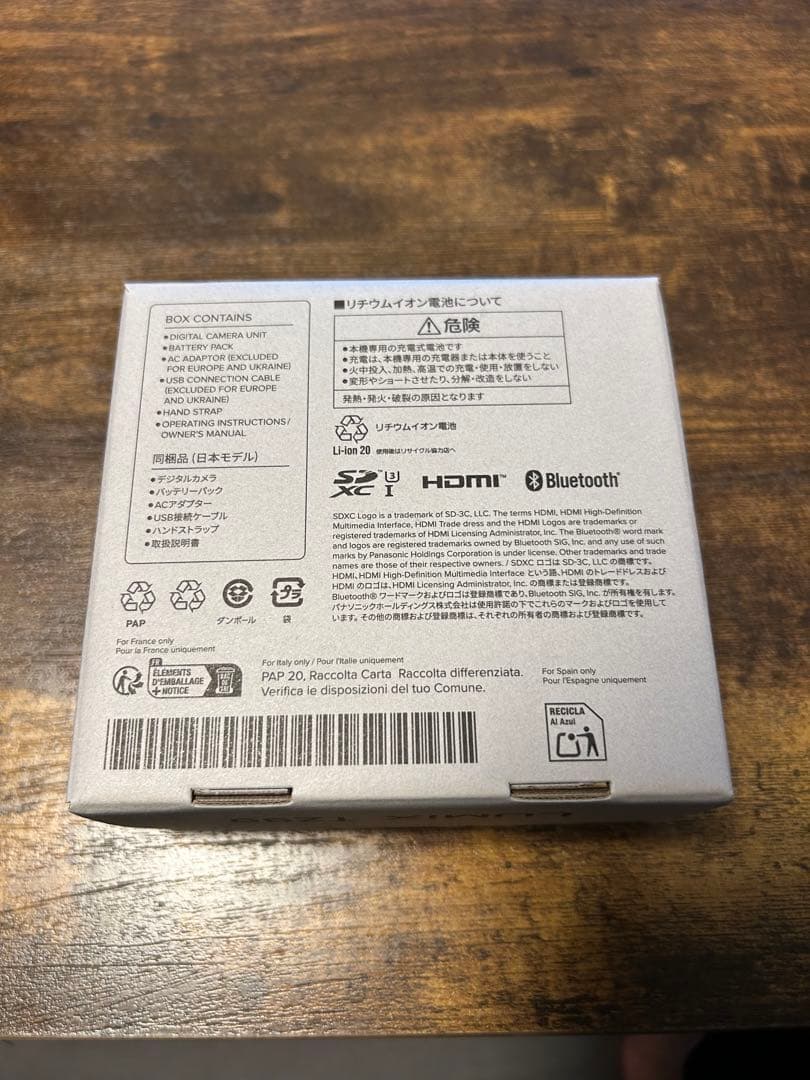 BOX CONTAINS
●DIGITAL CAMERA UNIT
●BATTERY PACK
●AC ADAPTOR (EXCLUDED
FOR EUROPE AND UKRAINE)
●USB CONNECTION CABLE
(EXCLUDED FOR EUROPE
AND UKRAINE)
●HAND STRAP
●OPERATING INSTRUCTIONS/
OWNER'S MANUAL
同梱品 (日本モデル)
●デジタルカメラ
●バッテリーパック
●ACアダプター
●USB接続ケーブル
●ハンドストラップ
●取扱説明書
■リチウムイオン電池について
危険
●本機専用の充電式電池です
●充電は、本機専用の充電器または本体を使うこと
●火中投入、加熱、高温での充電・使用・放置をしない
●変形やショートさせたり、分解・改造をしない
発熱・発火・破裂の原因となります
リチウムイオン電池
Li-ion 20 使用後はリサイクル協力店へ
SD XC ™ U3 I HDMI™ Bluetooth®
SDXC Logo is a trademark of SD-3C, LLC. The terms HDMI, HDMI High-Definition
Multimedia Interface, HDMI Trade dress and the HDMI Logos are trademarks or
registered trademarks of HDMI Licensing Administrator, Inc. The Bluetooth® word mark
and logos are registered trademarks owned by Bluetooth SIG, Inc. and any use of such
marks by Panasonic Holdings Corporation is under license. Other trademarks and trade
names are those of their respective owners. / SDXC ロゴは SD-3C, LLC の商標です。
HDMI、HDMI High-Definition Multimedia Interface という語、HDMI のトレードドレスおよび
HDMI のロゴは、HDMI Licensing Administrator, Inc. の商標または登録商標です。
Bluetooth® ワードマークおよびロゴは登録商標であり、Bluetooth SIG, Inc. が所有権を有します。
パナソニックホールディングス株式会社は使用許諾の下でこれらのマークおよびロゴを使用して
います。その他の商標および登録商標は、それぞれの所有者の商標および登録商標です。
PAP
ダンボール
プラ
袋
For France only
Pour la France uniquement
FR
ÉLÉMENTS
D'EMBALLAGE
+ NOTICE
For Italy only / Pour l'Italie uniquement
PAP 20, Raccolta Carta Raccolta differenziata.
Verifica le disposizioni del tuo Comune.
For Spain only
Pour l'Espagne uniquement
RECICLA
Al Azul
LUMIX TZ99